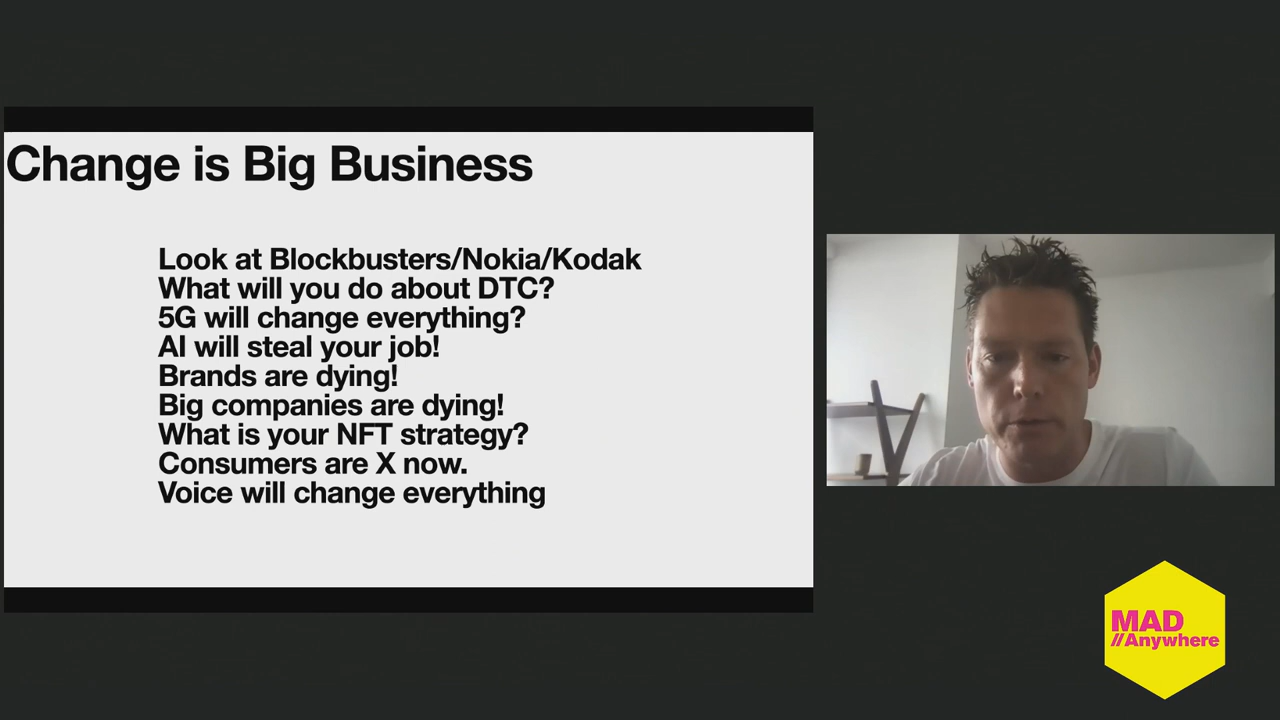 Change is Big Business
Look at Blockbusters/Nokia/Kodak
What will you do about DTC?
5G will change everything?
AI will steal your job!
Brands are dying!
Big companies are dying!
What is your NFT strategy?
Consumers are X now.
Voice will change everything
MAD
//Anywhere